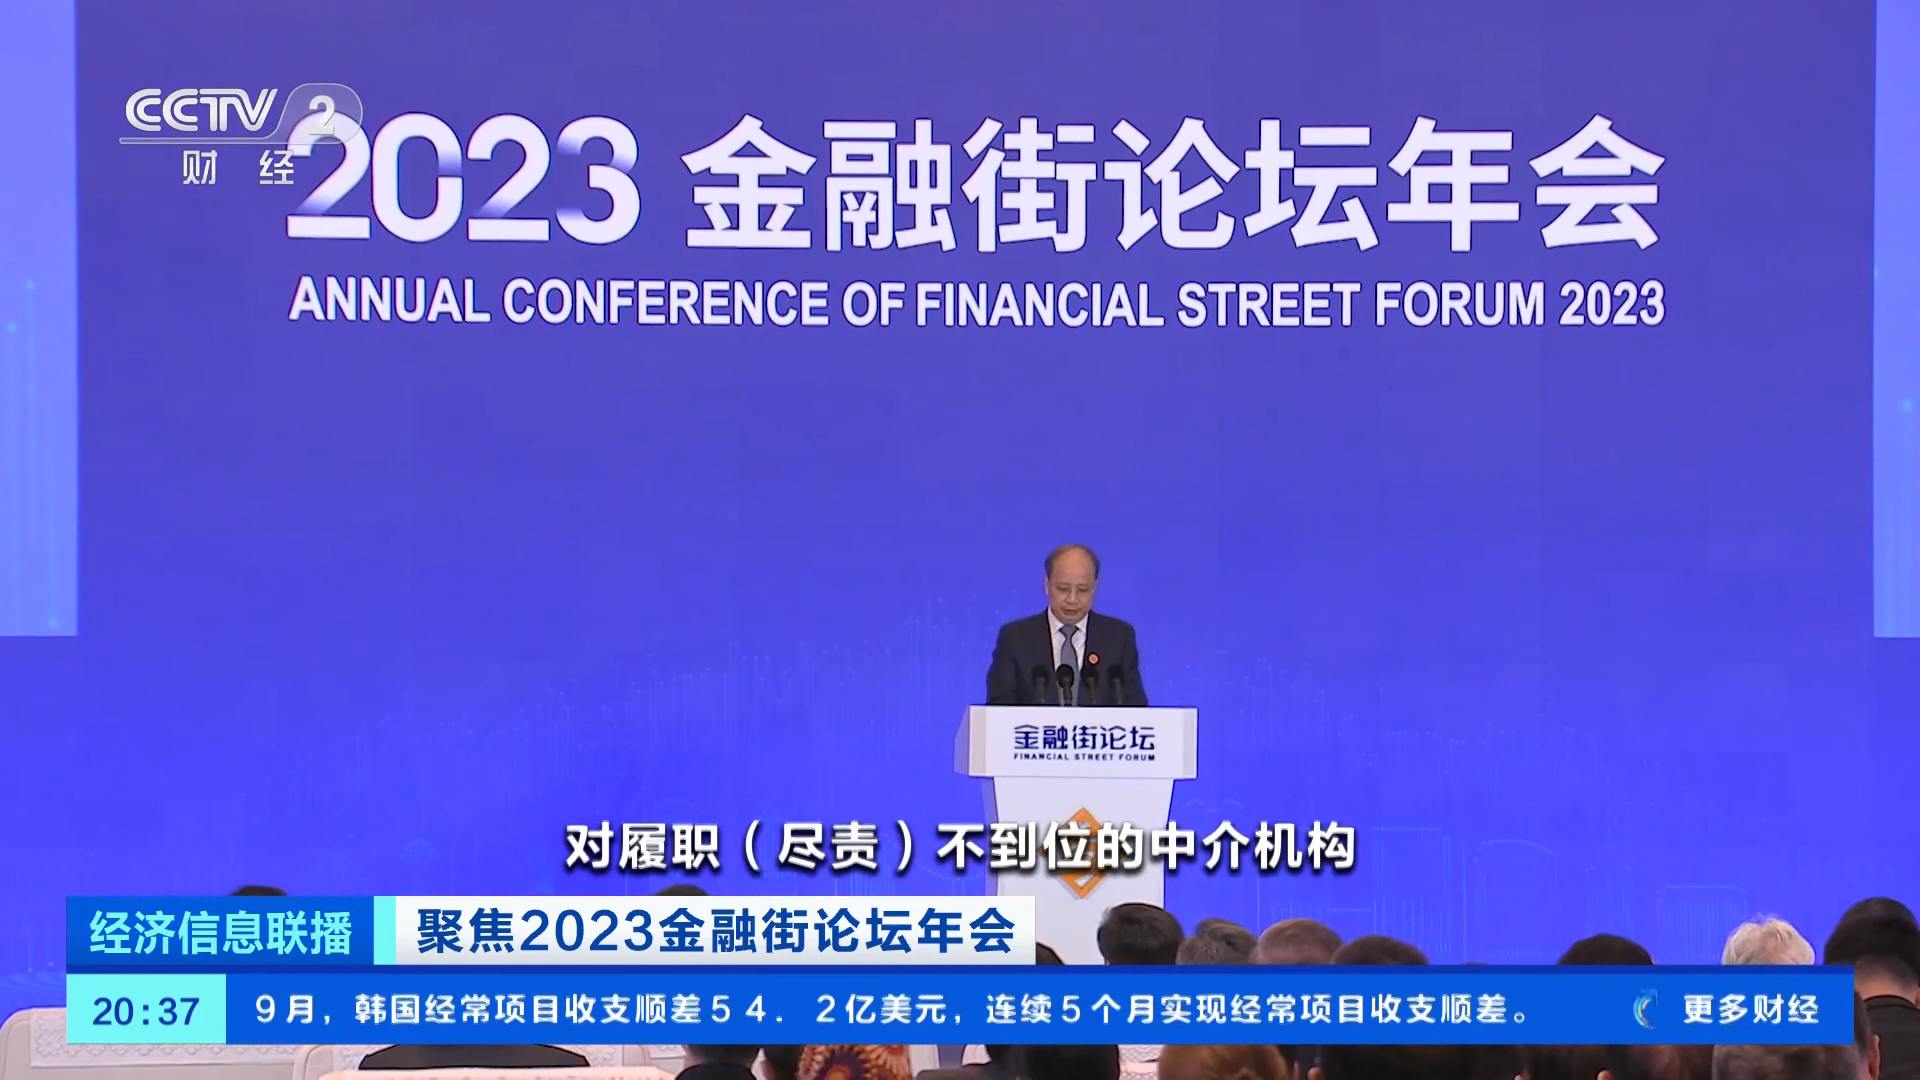 CCTV 2
财 经
2023 金融街论坛年会
ANNUAL CONFERENCE OF FINANCIAL STREET FORUM 2023
金融街论坛
FINANCIAL STREET FORUM
对履职（尽责）不到位的中介机构
经济信息联播 聚焦2023金融街论坛年会
20:37 9月，韩国经常项目收支顺差54．2亿美元，连续5个月实现经常项目收支顺差。 更多财经